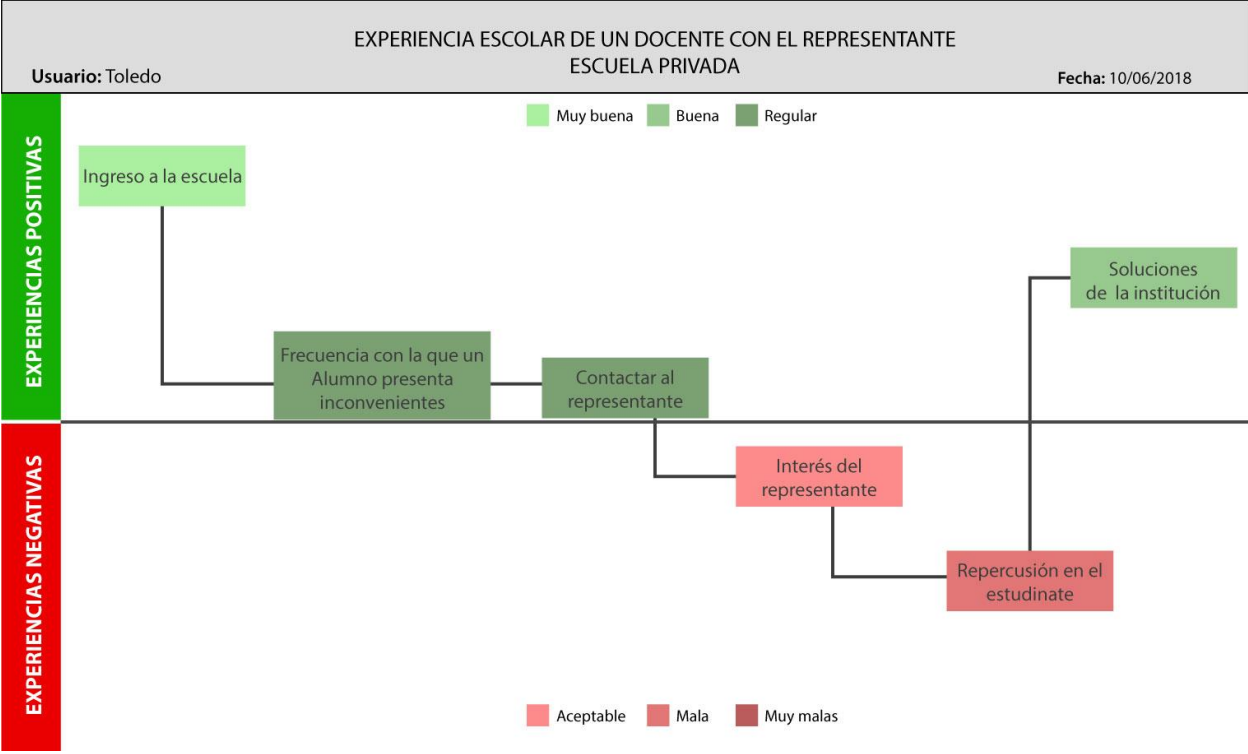 EXPERIENCIA ESCOLAR DE UN DOCENTE CON EL REPRESENTANTE
ESCUELA PRIVADA
Usuario: Toledo
Fecha: 10/06/2018
EXPERIENCIAS POSITIVAS
Muy buena
Buena
Regular
Ingreso a la escuela
Frecuencia con la que un
Alumno presenta
inconvenientes
Contactar al
representante
Soluciones
de la institución
EXPERIENCIAS NEGATIVAS
Interés del
representante
Repercusión en el
estudinate
Aceptable
Mala
Muy malas